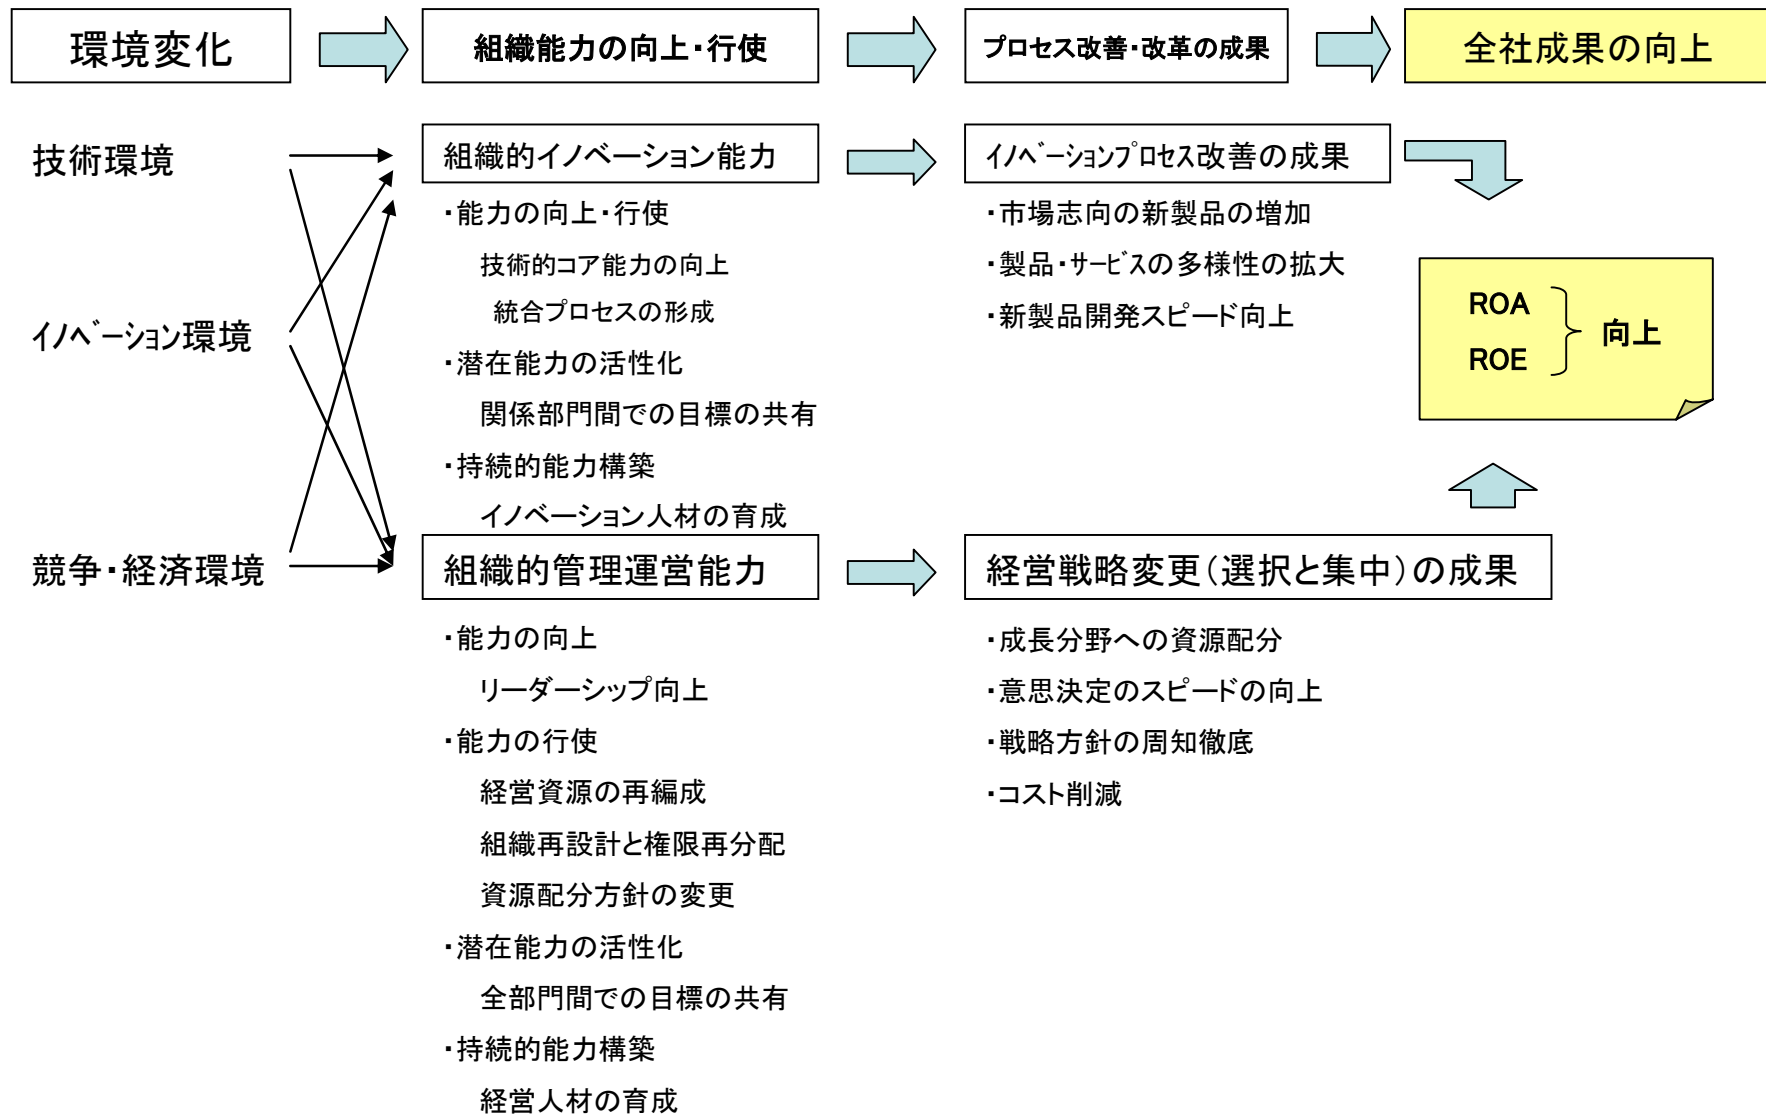 環境変化
組織能力の向上・行使
プロセス改善・改革の成果
全社成果の向上
技術環境
イノベーション環境
競争・経済環境
組織的イノベーション能力
・能力の向上・行使
技術的コア能力の向上
統合プロセスの形成
・潜在能力の活性化
関係部門間での目標の共有
・持続的能力構築
イノベーション人材の育成
組織的管理運営能力
・能力の向上
リーダーシップ向上
・能力の行使
経営資源の再編成
組織再設計と権限再分配
資源配分方針の変更
・潜在能力の活性化
全部門間での目標の共有
・持続的能力構築
経営人材の育成
イノベーションプロセス改善の成果
・市場志向の新製品の増加
・製品・サービスの多様性の拡大
・新製品開発スピード向上
経営戦略変更(選択と集中)の成果
・成長分野への資源配分
・意思決定のスピードの向上
・戦略方針の周知徹底
・コスト削減
ROA
ROE
向上